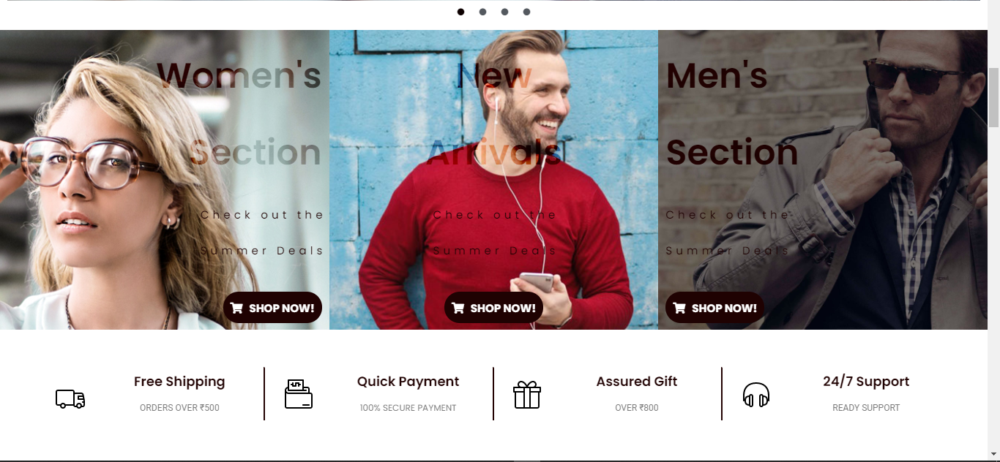 Women's
Section
Check out the
Summer Deals
SHOP NOW!
New
Arrivals
Check out the
Summer Deals
SHOP NOW!
Men's
Section
Check out the
Summer Deals
SHOP NOW!
Free Shipping
ORDERS OVER ₹500
Quick Payment
100% SECURE PAYMENT
Assured Gift
OVER ₹800
24/7 Support
READY SUPPORT